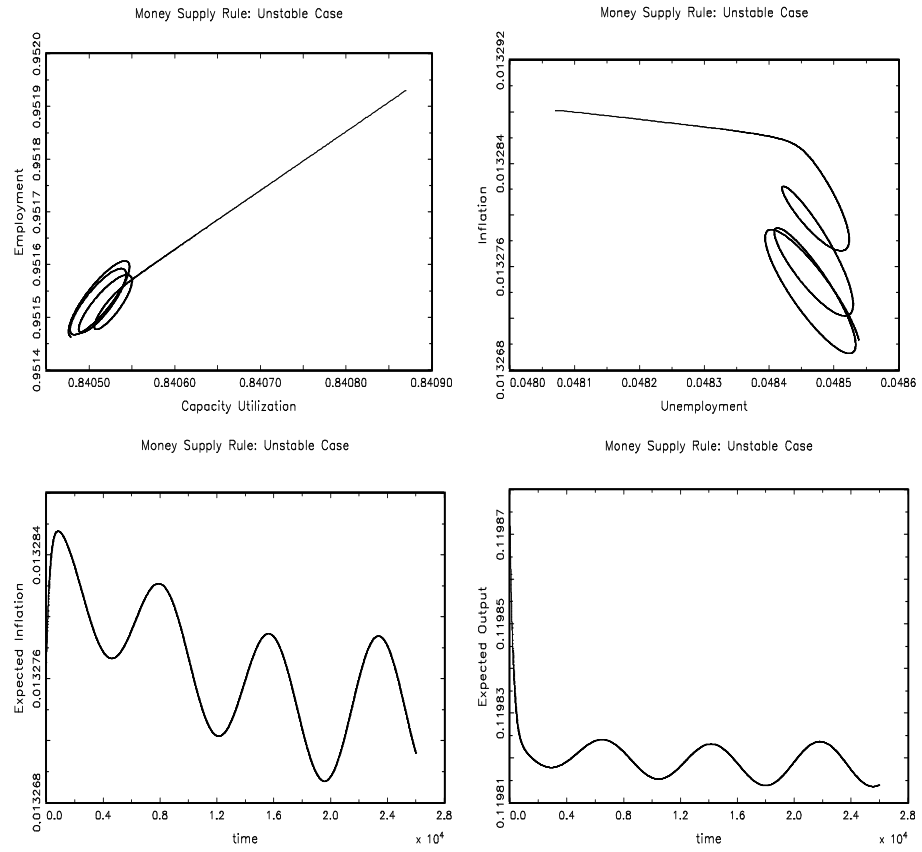 Money Supply Rule: Unstable Case
Employment
0.9514 0.9515 0.9516 0.9517 0.9518 0.9519 0.9520
0.84050 0.84060 0.84070 0.84080 0.84090
Capacity Utilization
Money Supply Rule: Unstable Case
Inflation
0.013268 0.013276 0.013284 0.013292
0.0480 0.0481 0.0482 0.0483 0.0484 0.0485 0.0486
Unemployment
Money Supply Rule: Unstable Case
Expected Inflation
0.013268 0.013276 0.013284
0.0 0.4 0.8 1.2 1.6 2.0 2.4 2.8
time
x 10⁴
Money Supply Rule: Unstable Case
Expected Output
0.11981 0.11983 0.11985 0.11987
0.0 0.4 0.8 1.2 1.6 2.0 2.4 2.8
time
x 10⁴